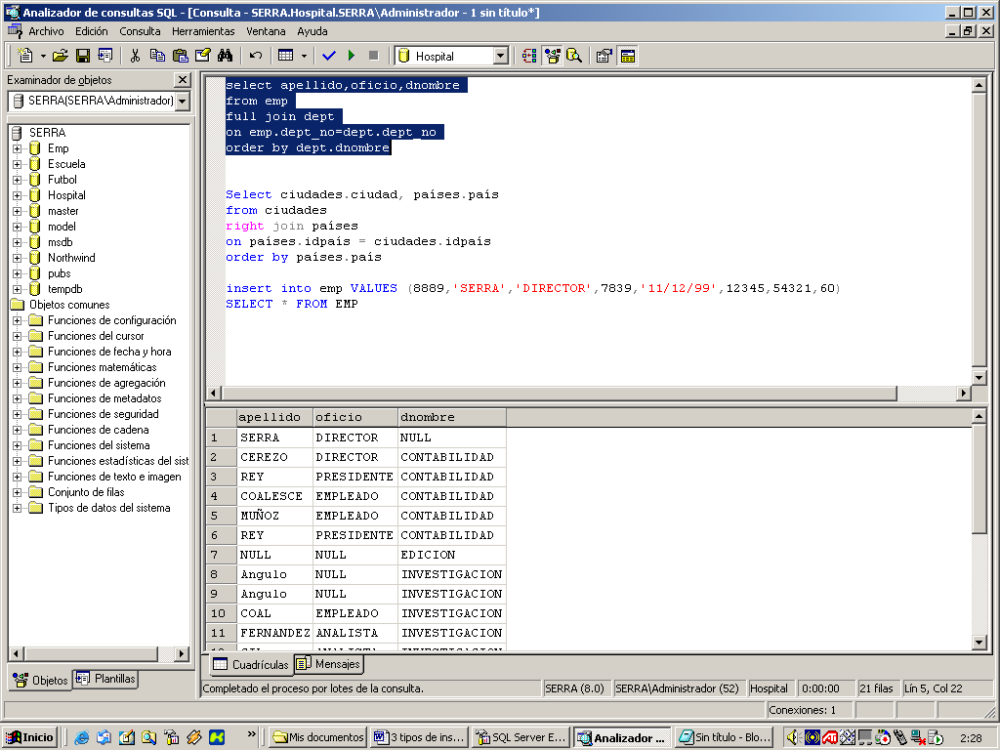 Analizador de consultas SQL - [Consulta - SERRA.Hospital.SERRA\Administrador - 1 sin título*]
Archivo Edición Consulta Herramientas Ventana Ayuda
Hospital
Examinador de objetos
SERRA(SERRA\Administrador)
SERRA
Emp
Escuela
Futbol
Hospital
master
model
msdb
Northwind
pubs
tempdb
Objetos comunes
Funciones de configuración
Funciones del cursor
Funciones de fecha y hora
Funciones matemáticas
Funciones de agregación
Funciones de metadatos
Funciones de seguridad
Funciones de cadena
Funciones del sistema
Funciones estadísticas del sist
Funciones de texto e imagen
Conjunto de filas
Tipos de datos del sistema
Objetos Plantillas
select apellido,oficio,dnombre
from emp
full join dept
on emp.dept_no=dept.dept_no
order by dept.dnombre
Select ciudades.ciudad, países.país
from ciudades
right join países
on países.idpaís = ciudades.idpaís
order by países.país
insert into emp VALUES (8889,'SERRA','DIRECTOR',7839,'11/12/99',12345,54321,60)
SELECT * FROM EMP
apellido oficio dnombre
1 SERRA DIRECTOR NULL
2 CEREZO DIRECTOR CONTABILIDAD
3 REY PRESIDENTE CONTABILIDAD
4 COALESCE EMPLEADO CONTABILIDAD
5 MUÑOZ EMPLEADO CONTABILIDAD
6 REY PRESIDENTE CONTABILIDAD
7 NULL NULL EDICION
8 Angulo NULL INVESTIGACION
9 Angulo NULL INVESTIGACION
10 COAL EMPLEADO INVESTIGACION
11 FERNANDEZ ANALISTA INVESTIGACION
Cuadrículas Mensajes
Completado el proceso por lotes de la consulta. SERRA (8.0) SERRA\Administrador (52) Hospital 0:00:00 21 filas Lín 5, Col 22
Conexiones: 1
Inicio » Mis documentos 3 tipos de ins... SQL Server E... Analizador ... Sin título - Blo... 2:28